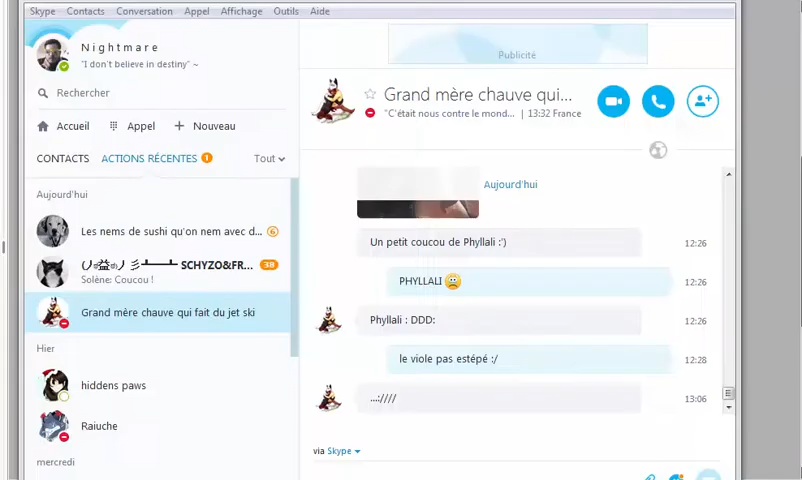 Skype Contacts Conversation Appel Affichage Outils Aide
Nightmare
"I don't believe in destiny" ~
Rechercher
Accueil Appel Nouveau
CONTACTS ACTIONS RÉCENTES 1 Tout
Aujourd'hui
Les nems de sushi qu'on nem avec d... 6
SCHYZO&FR... 38
Solène: Coucou !
Grand mère chauve qui fait du jet ski
Hier
hiddens paws
Raiuche
mercredi
Publicité
Grand mère chauve qui...
"C'était nous contre le mond... | 13:32 France
Aujourd'hui
Un petit coucou de Phyllali :') 12:26
PHYLLALI 12:26
Phyllali : DDD: 12:26
le viole pas estépé :/ 12:28
...://// 13:06
via Skype